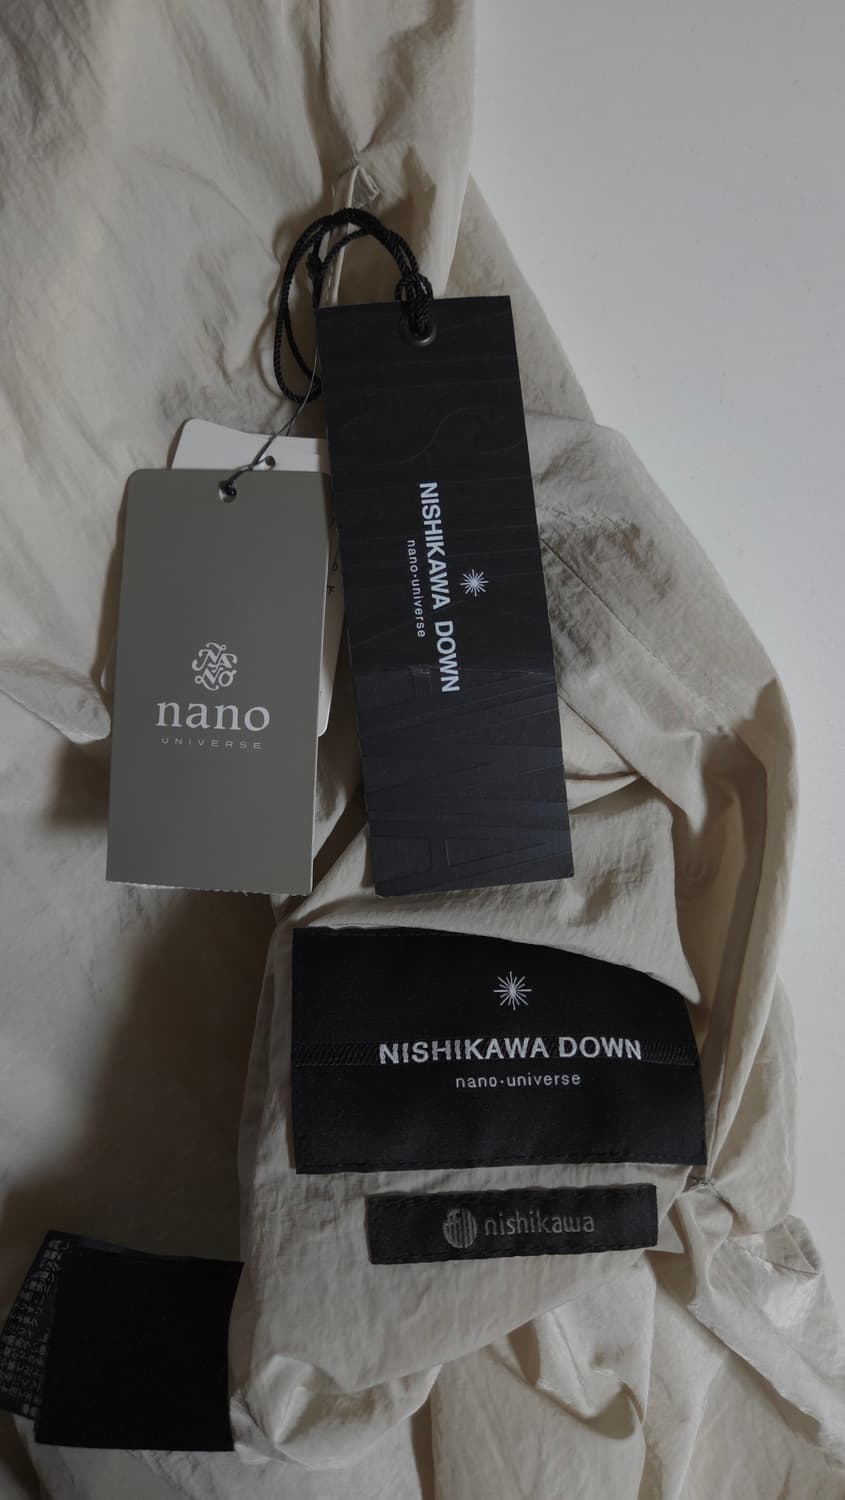 NISHIKAWA DOWN
nano·universe
nano
UNIVERSE
NISHIKAWA DOWN
nano·universe
nishikawa